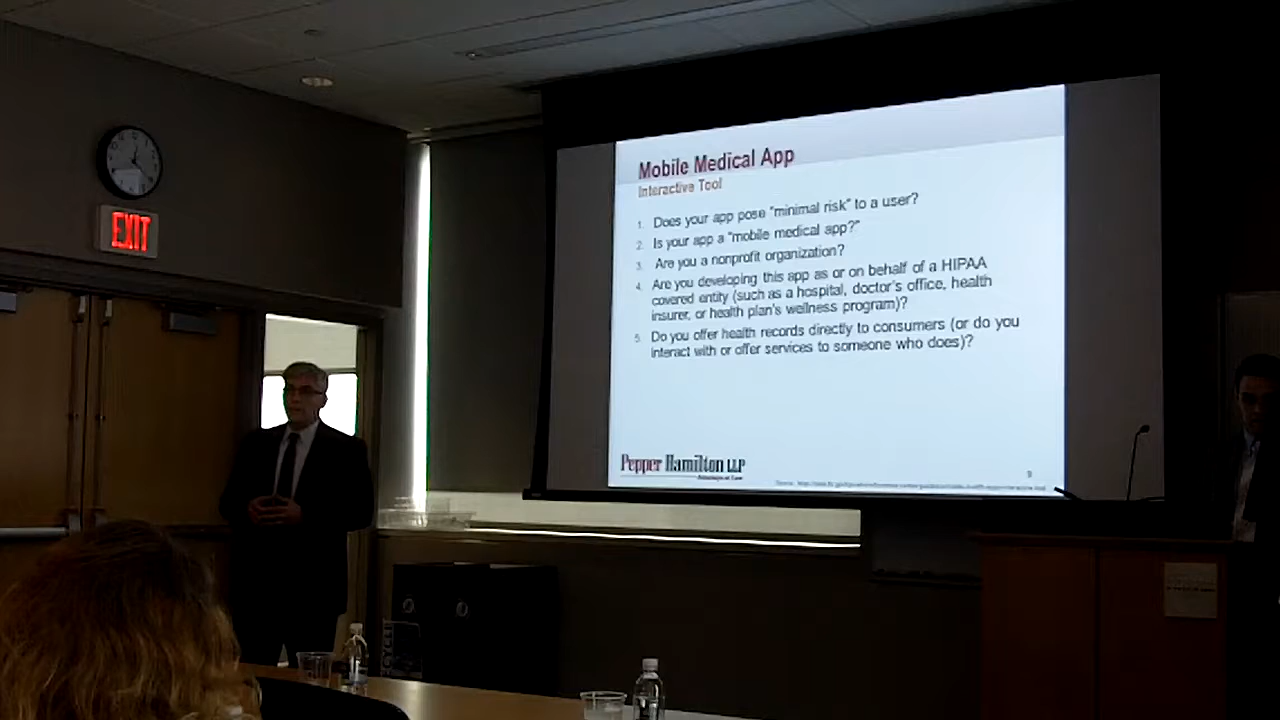 EXIT
Mobile Medical App
Interactive Tool
1. Does your app pose "minimal risk" to a user?
2. Is your app a "mobile medical app?"
3. Are you a nonprofit organization?
4. Are you developing this app as or on behalf of a HIPAA
covered entity (such as a hospital, doctor's office, health
insurer, or health plan's wellness program)?
5. Do you offer health records directly to consumers (or do you
interact with or offer services to someone who does)?
Pepper Hamilton LLP
Attorneys at Law
9